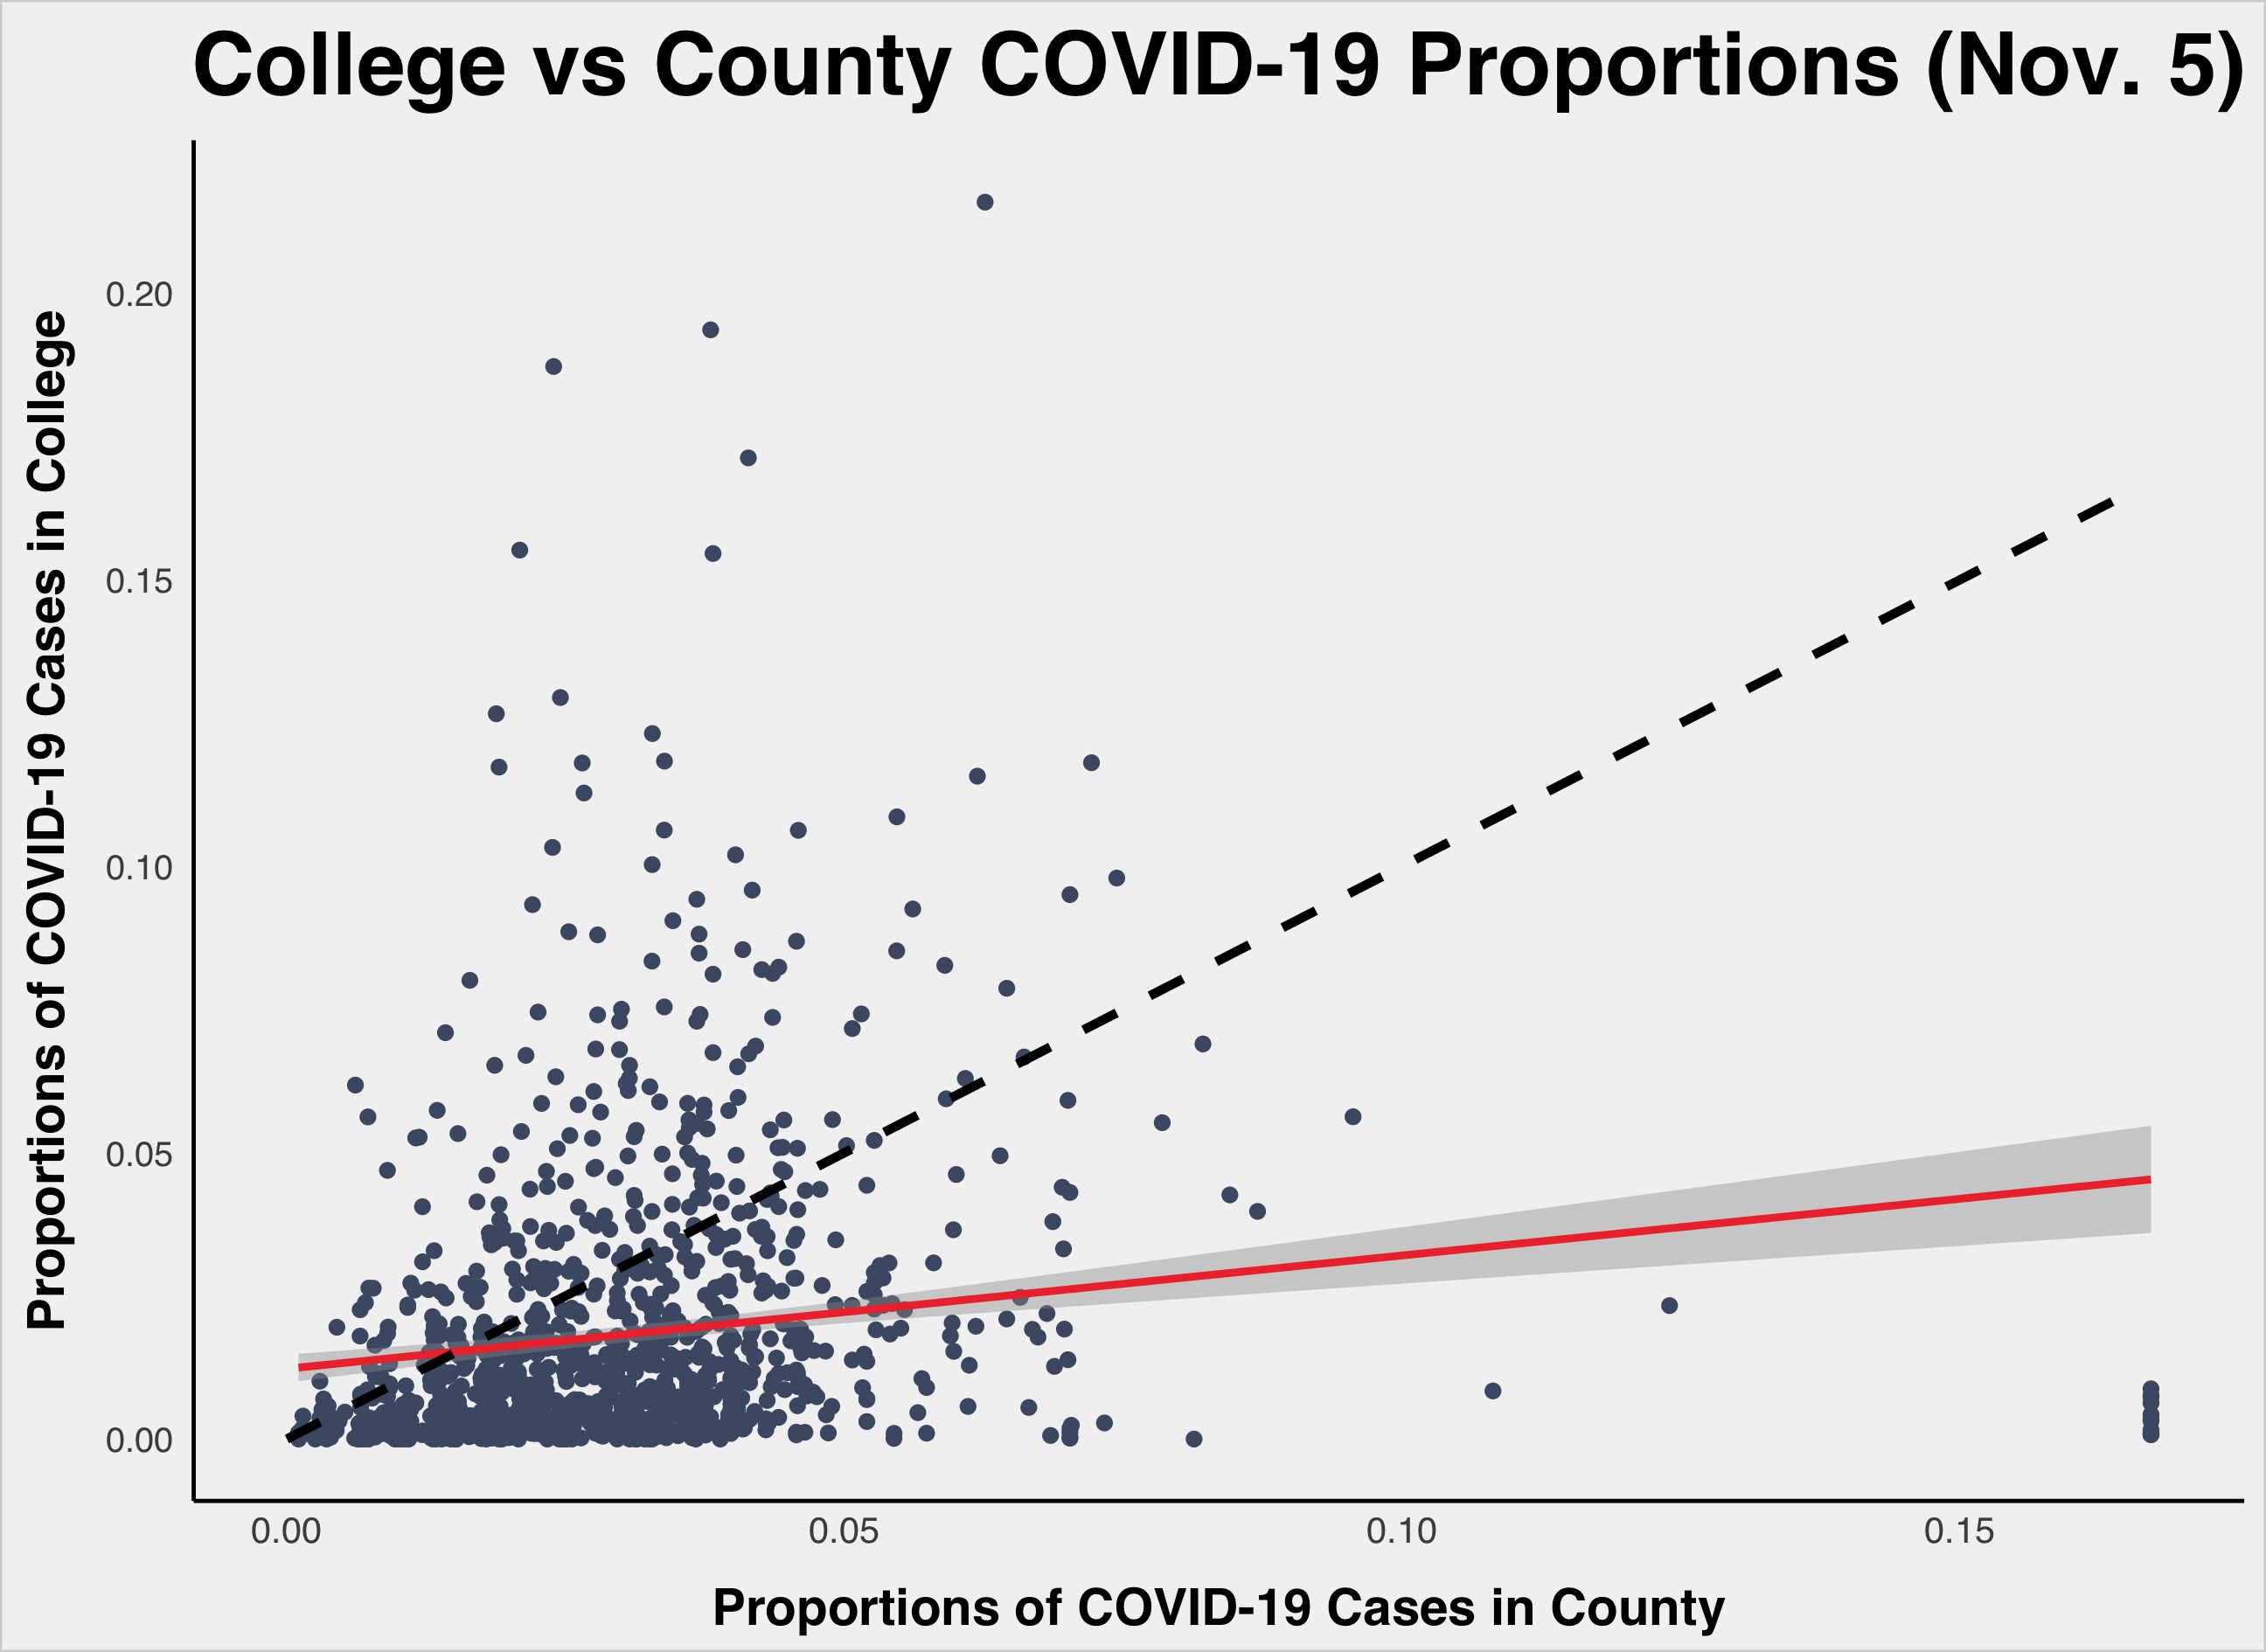 College vs County COVID-19 Proportions (Nov. 5)
Proportions of COVID-19 Cases in College
0.20
0.15
0.10
0.05
0.00
0.00 0.05 0.10 0.15
Proportions of COVID-19 Cases in County